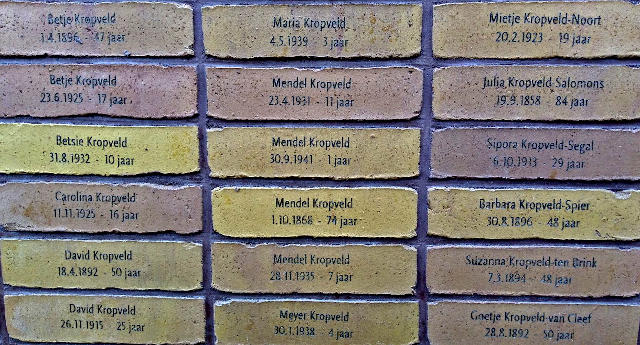 Betje Kropveld
1.4.1896 - 47 jaar
Betje Kropveld
23.6.1925 - 17 jaar
Betsie Kropveld
31.8.1932 - 10 jaar
Carolina Kropveld
11.11.1925 - 16 jaar
David Kropveld
18.4.1892 - 50 jaar
David Kropveld
26.11.1915 - 25 jaar
Maria Kropveld
4.5.1939 - 3 jaar
Mendel Kropveld
23.4.1931 - 11 jaar
Mendel Kropveld
30.9.1941 - 1 jaar
Mendel Kropveld
1.10.1868 - 74 jaar
Mendel Kropveld
28.11.1935 - 7 jaar
Meyer Kropveld
30.1.1938 - 4 jaar
Mietje Kropveld-Noort
20.2.1923 - 19 jaar
Julia Kropveld-Salomons
19.9.1858 - 84 jaar
Sipora Kropveld-Segal
16.10.1913 - 29 jaar
Barbara Kropveld-Spier
30.8.1896 - 48 jaar
Suzanna Kropveld-ten Brink
7.3.1894 - 48 jaar
Goetje Kropveld-van Cleef
28.8.1892 - 50 jaar